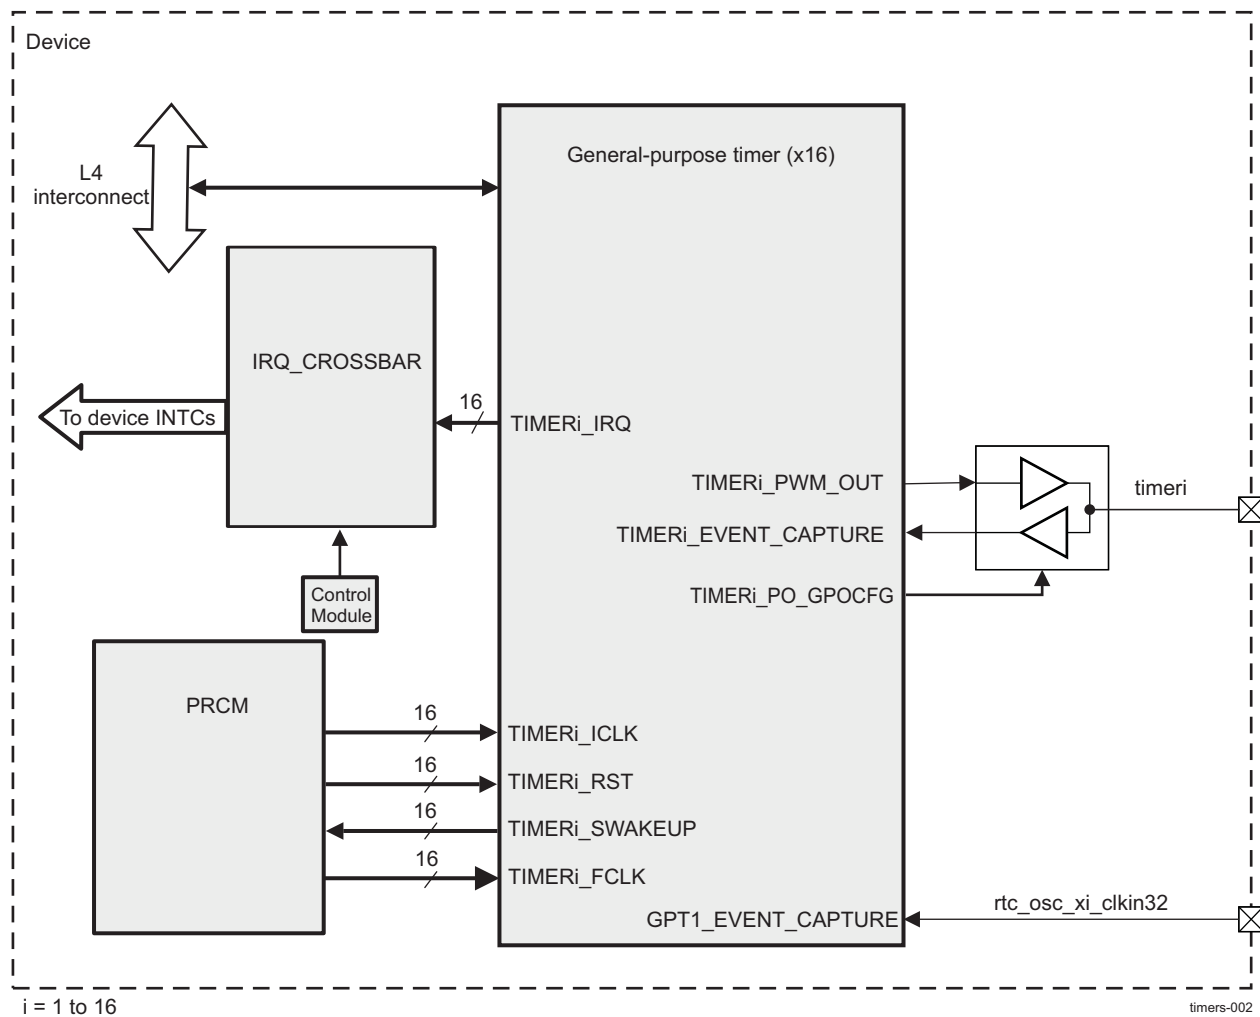 Device
General-purpose timer (x16)
L4
interconnect
IRQ_CROSSBAR
To device INTCs
16
TIMERi_IRQ
TIMERi_PWM_OUT
timeri
TIMERi_EVENT_CAPTURE
TIMERi_PO_GPOCFG
Control
Module
PRCM
16
TIMERi_ICLK
16
TIMERi_RST
16
TIMERi_SWAKEUP
16
TIMERi_FCLK
GPT1_EVENT_CAPTURE
rtc_osc_xi_clkin32
i = 1 to 16
timers-002